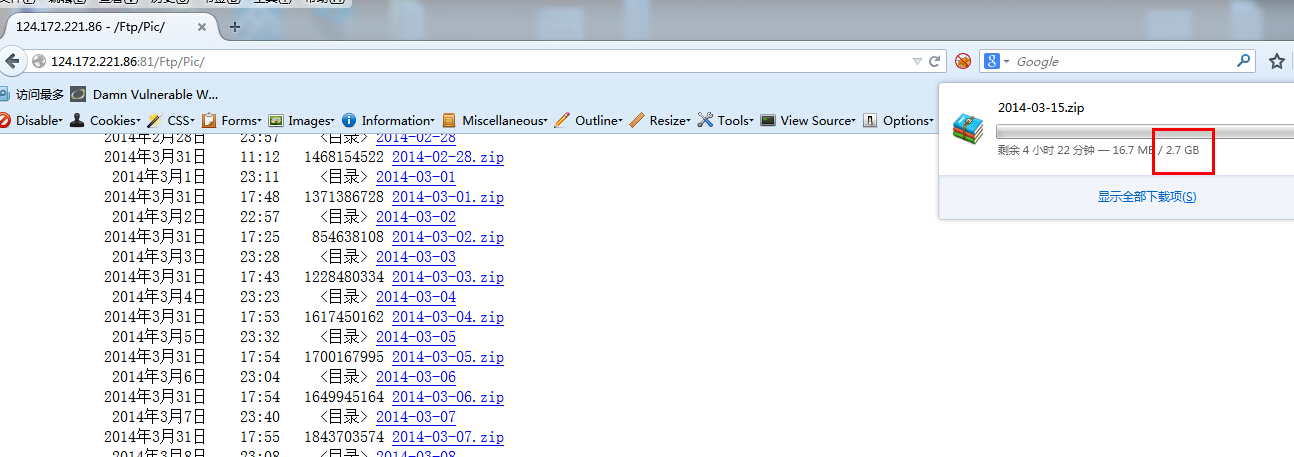 文件(F) 编辑(E) 查看(V) 历史(S) 书签(B) 工具(T) 帮助(H)
124.172.221.86 - /Ftp/Pic/ × +
124.172.221.86:81/Ftp/Pic/
Google
访问最多 Damn Vulnerable W...
Disable Cookies CSS Forms Images Information Miscellaneous Outline Resize Tools View Source Options
2014年2月28日 23:57 <目录> 2014-02-28
2014年3月31日 11:12 1468154522 2014-02-28.zip
2014年3月1日 23:11 <目录> 2014-03-01
2014年3月31日 17:48 1371386728 2014-03-01.zip
2014年3月2日 22:57 <目录> 2014-03-02
2014年3月31日 17:25 854638108 2014-03-02.zip
2014年3月3日 23:28 <目录> 2014-03-03
2014年3月31日 17:43 1228480334 2014-03-03.zip
2014年3月4日 23:23 <目录> 2014-03-04
2014年3月31日 17:53 1617450162 2014-03-04.zip
2014年3月5日 23:32 <目录> 2014-03-05
2014年3月31日 17:54 1700167995 2014-03-05.zip
2014年3月6日 23:04 <目录> 2014-03-06
2014年3月31日 17:54 1649945164 2014-03-06.zip
2014年3月7日 23:40 <目录> 2014-03-07
2014年3月31日 17:55 1843703574 2014-03-07.zip
2014年3月8日 23:08 <目录> 2014-03-08
2014-03-15.zip
剩余 4 小时 22 分钟 — 16.7 MB / 2.7 GB
显示全部下载项(S)